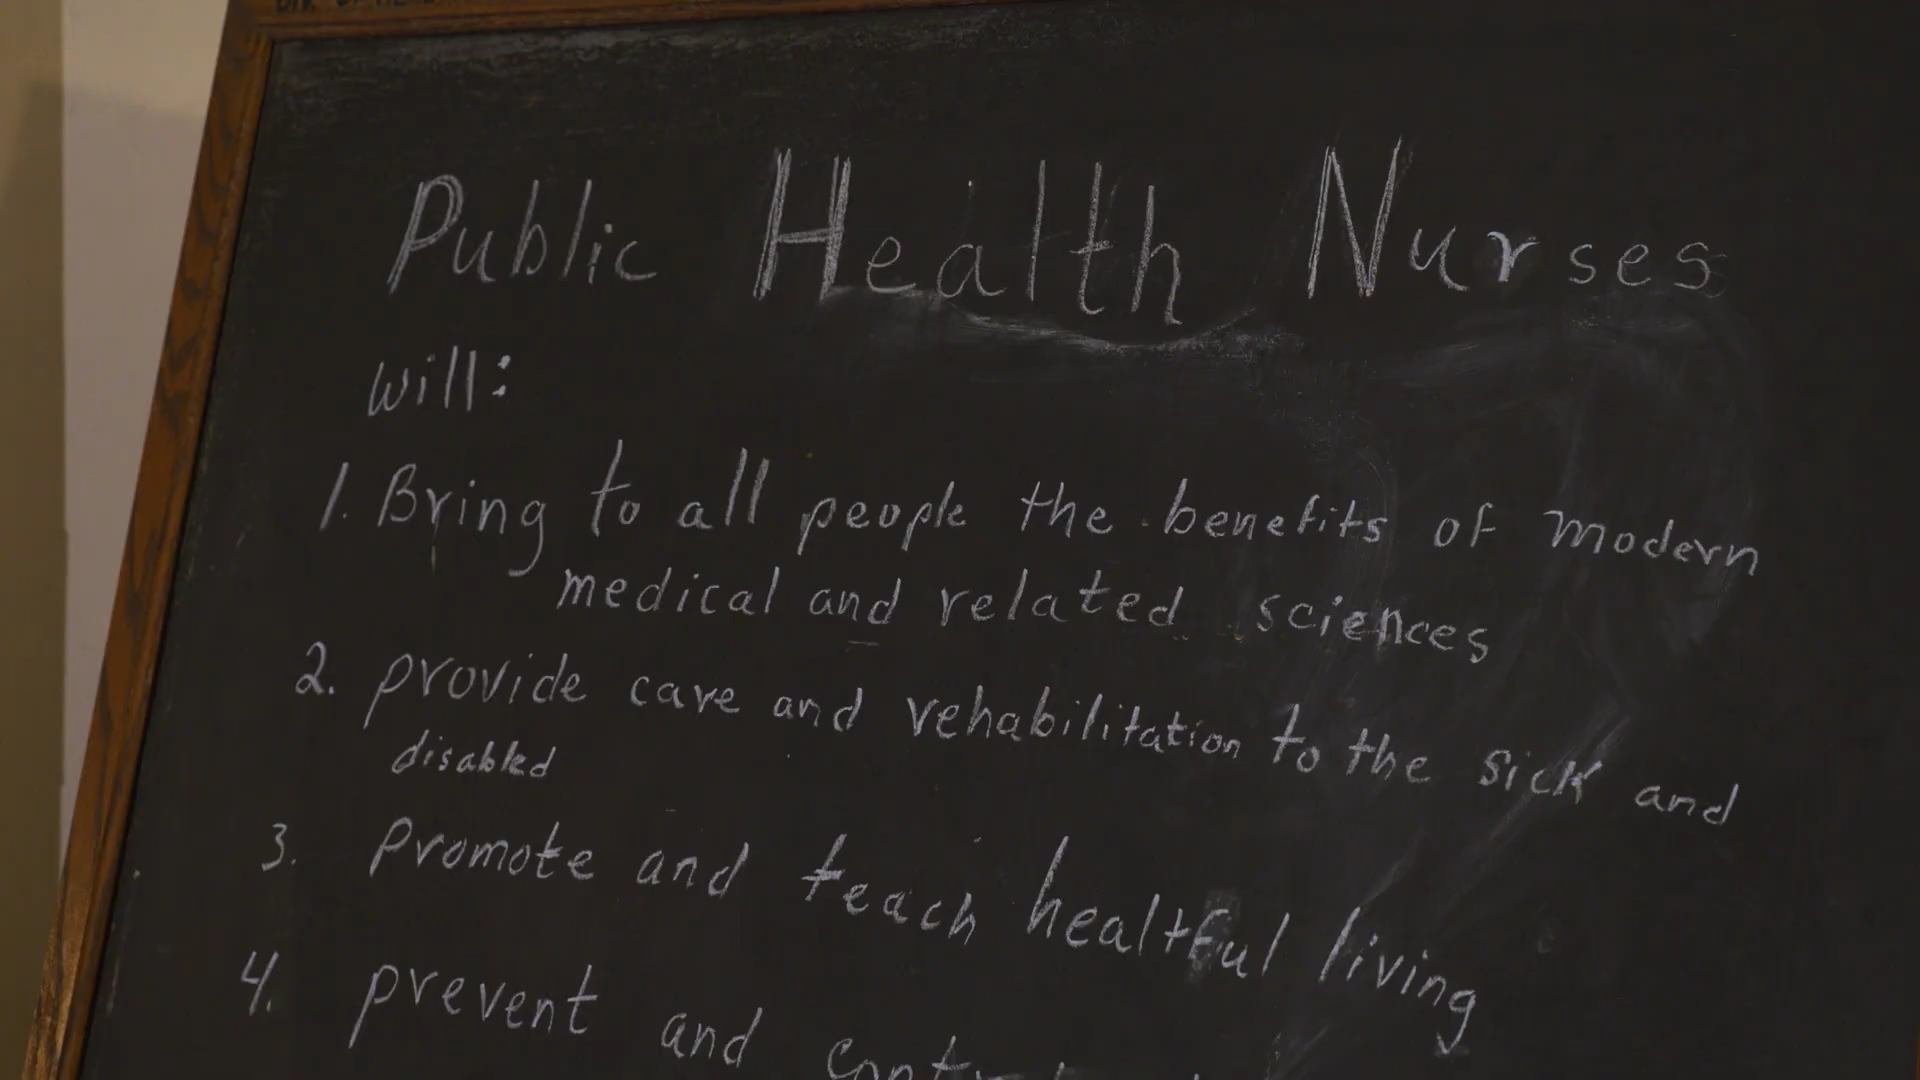 Public Health Nurses
will:
1. Bring to all people the benefits of modern
medical and related sciences
2. provide care and rehabilitation to the sick and
disabled
3. Promote and teach healtful living
4. prevent and